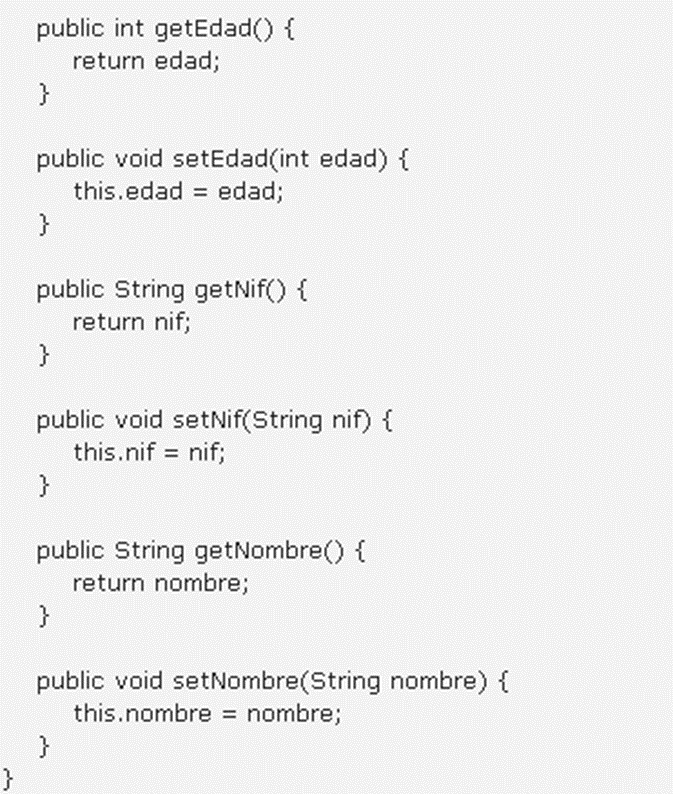 public int getEdad() {
return edad;
}
public void setEdad(int edad) {
this.edad = edad;
}
public String getNif() {
return nif;
}
public void setNif(String nif) {
this.nif = nif;
}
public String getNombre() {
return nombre;
}
public void setNombre(String nombre) {
this.nombre = nombre;
}
}